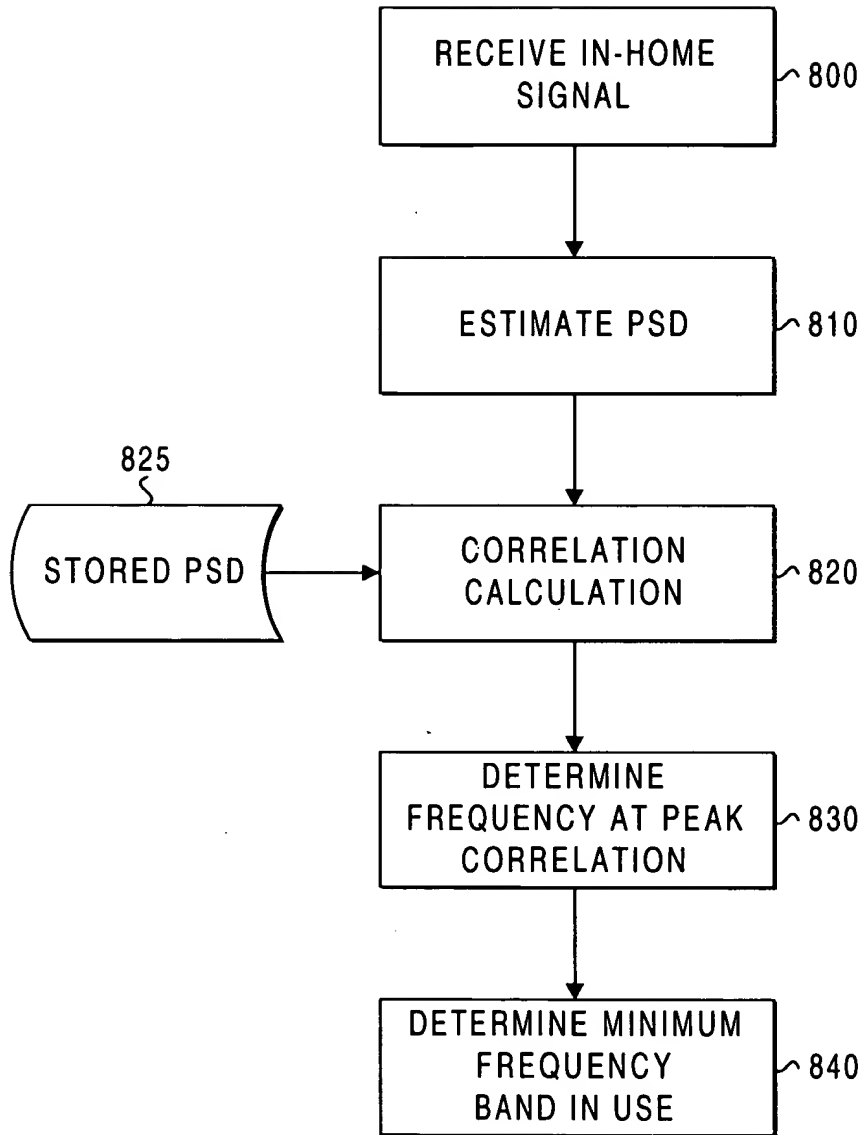 RECEIVE IN-HOME
SIGNAL
800
ESTIMATE PSD
810
825
STORED PSD
CORRELATION
CALCULATION
820
DETERMINE
FREQUENCY AT PEAK
CORRELATION
830
DETERMINE MINIMUM
FREQUENCY
BAND IN USE
840